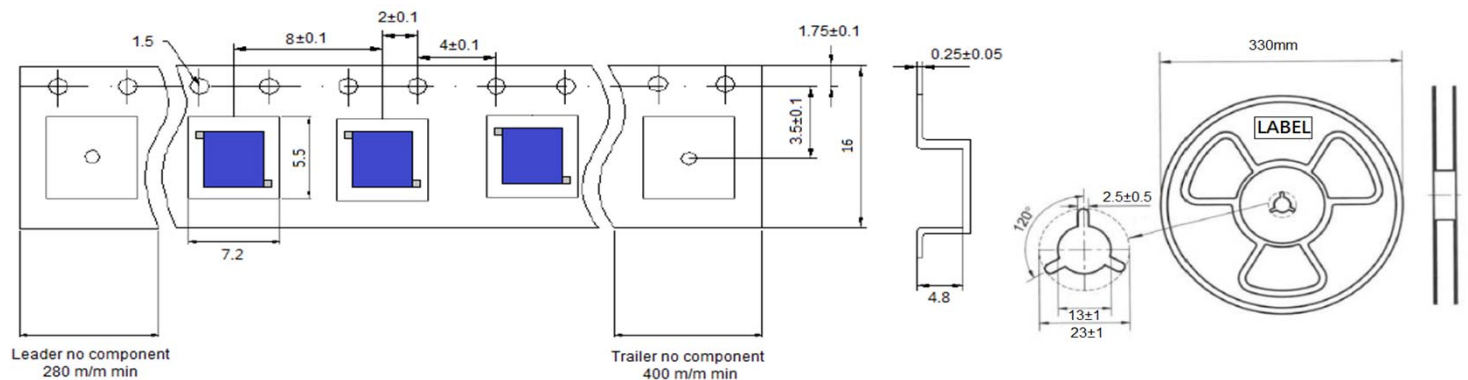 1.5
8±0.1
2±0.1
4±0.1
1.75±0.1
3.5±0.1
16
5.5
7.2
Leader no component
280 m/m min
Trailer no component
400 m/m min
0.25±0.05
4.8
330mm
LABEL
2.5±0.5
120°
13±1
23±1